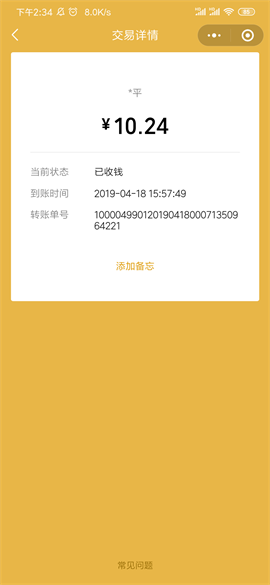 下午2:34 8.0K/s 85
交易详情
*平
¥10.24
当前状态 已收钱
到账时间 2019-04-18 15:57:49
转账单号 100004990120190418000713509
64221
添加备忘
常见问题